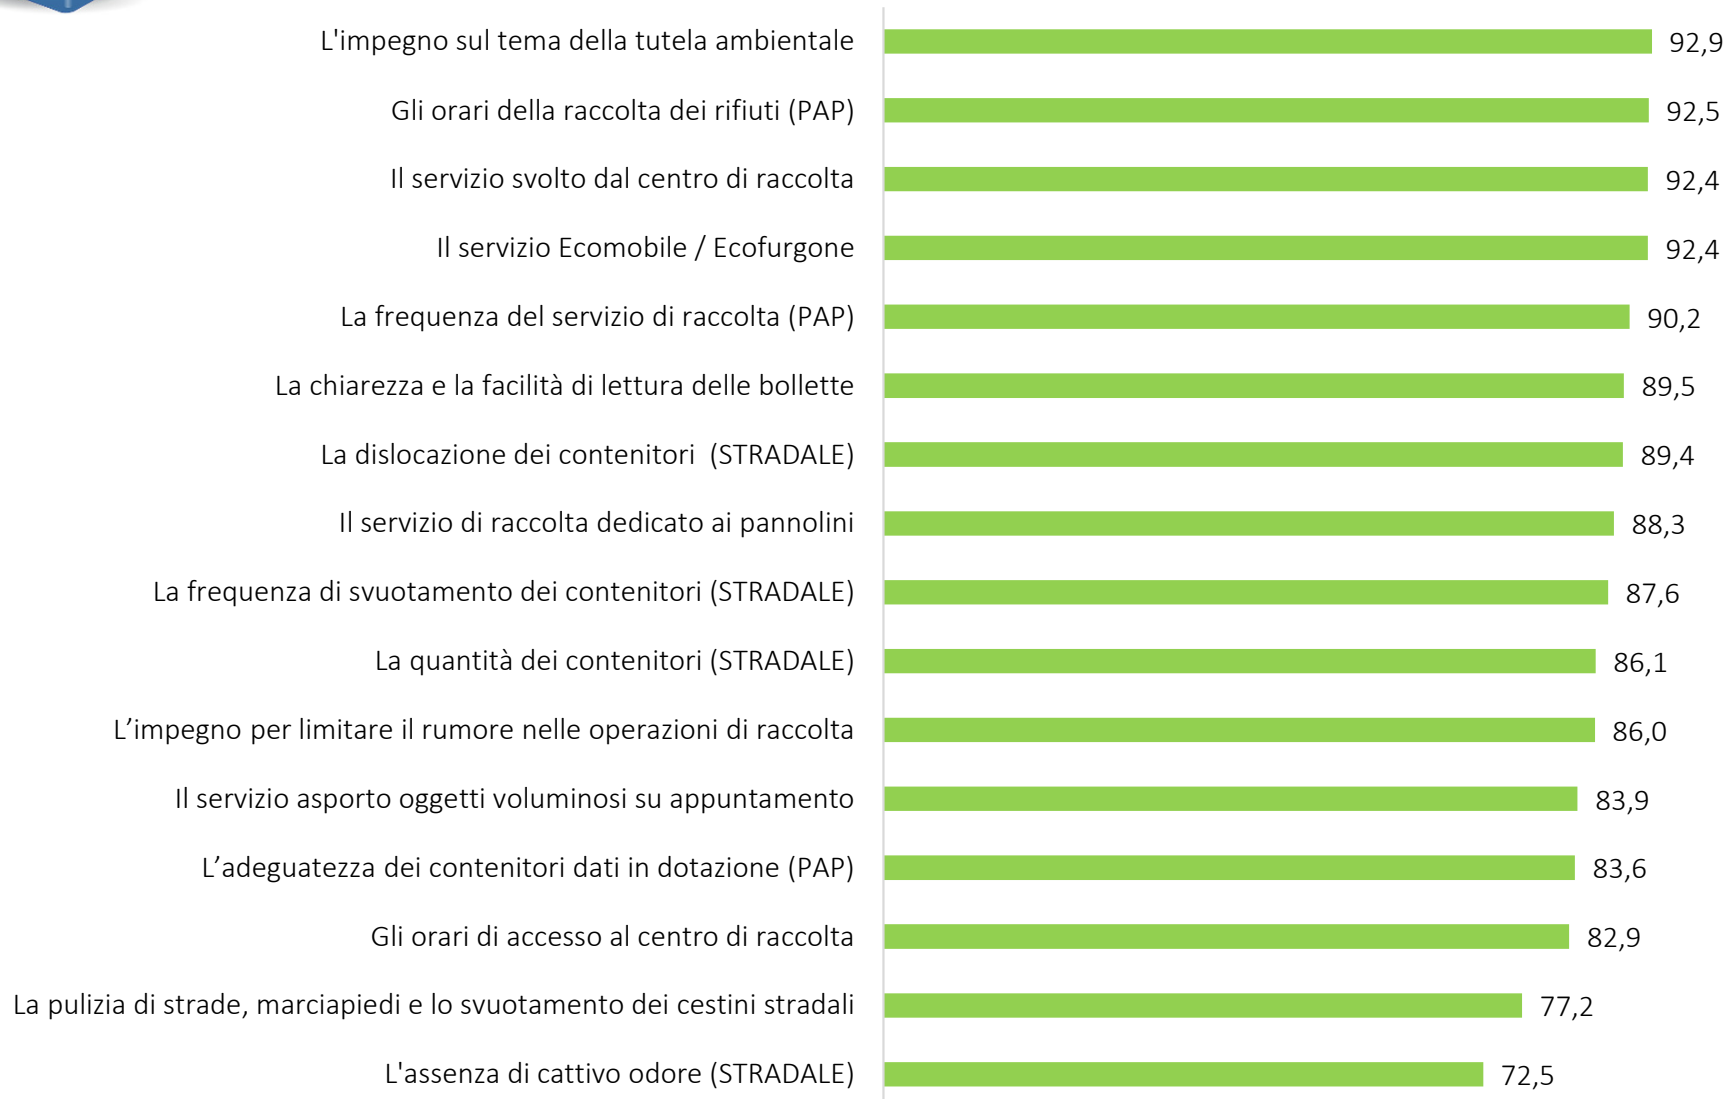 L'impegno sul tema della tutela ambientale 92,9
Gli orari della raccolta dei rifiuti (PAP) 92,5
Il servizio svolto dal centro di raccolta 92,4
Il servizio Ecomobile / Ecofurgone 92,4
La frequenza del servizio di raccolta (PAP) 90,2
La chiarezza e la facilità di lettura delle bollette 89,5
La dislocazione dei contenitori  (STRADALE) 89,4
Il servizio di raccolta dedicato ai pannolini 88,3
La frequenza di svuotamento dei contenitori (STRADALE) 87,6
La quantità dei contenitori (STRADALE) 86,1
L’impegno per limitare il rumore nelle operazioni di raccolta 86,0
Il servizio asporto oggetti voluminosi su appuntamento 83,9
L’adeguatezza dei contenitori dati in dotazione (PAP) 83,6
Gli orari di accesso al centro di raccolta 82,9
La pulizia di strade, marciapiedi e lo svuotamento dei cestini stradali 77,2
L'assenza di cattivo odore (STRADALE) 72,5